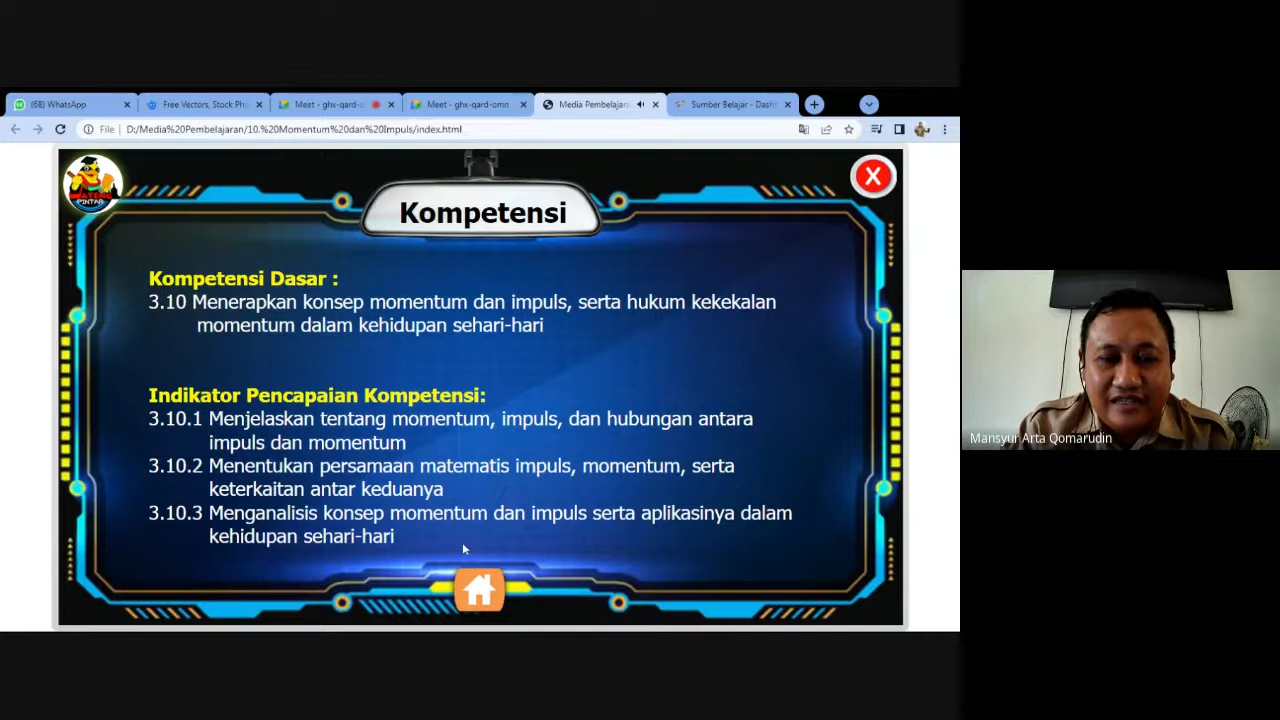 (68) WhatsApp
Free Vectors, Stock Pho
Meet - ghx-qard-o
Meet - ghx-qard-omn
Media Pembelajaran
Sumber Belajar - Dashb
File
D:/Media%20Pembelajaran/10.%20Momentum%20dan%20Impuls/index.html
PINTAR
Kompetensi
X
Kompetensi Dasar :
3.10 Menerapkan konsep momentum dan impuls, serta hukum kekekalan
momentum dalam kehidupan sehari-hari
Indikator Pencapaian Kompetensi:
3.10.1 Menjelaskan tentang momentum, impuls, dan hubungan antara
impuls dan momentum
3.10.2 Menentukan persamaan matematis impuls, momentum, serta
keterkaitan antar keduanya
3.10.3 Menganalisis konsep momentum dan impuls serta aplikasinya dalam
kehidupan sehari-hari
Mansyur Arta Qomarudin